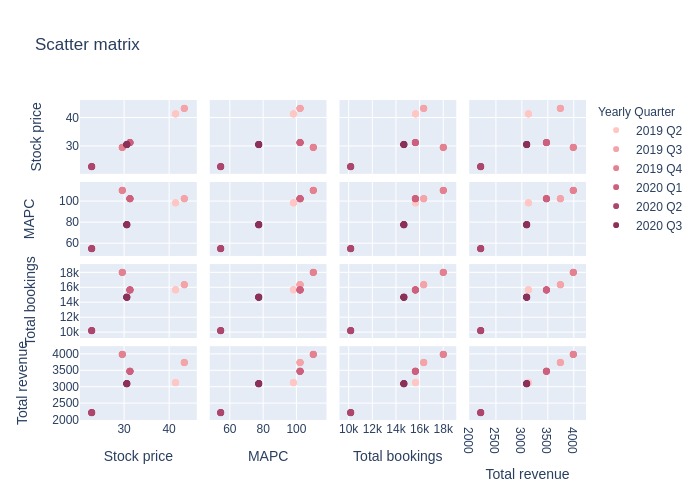 Scatter matrix
Yearly Quarter
2019 Q2
2019 Q3
2019 Q4
2020 Q1
2020 Q2
2020 Q3
Stock price
40
30
MAPC
100
80
60
Total bookings
18k
16k
14k
12k
10k
Total revenue
4000
3500
3000
2500
2000
30 40
60 80 100
10k 12k 14k 16k 18k
2000 2500 3000 3500 4000
Stock price
MAPC
Total bookings
Total revenue